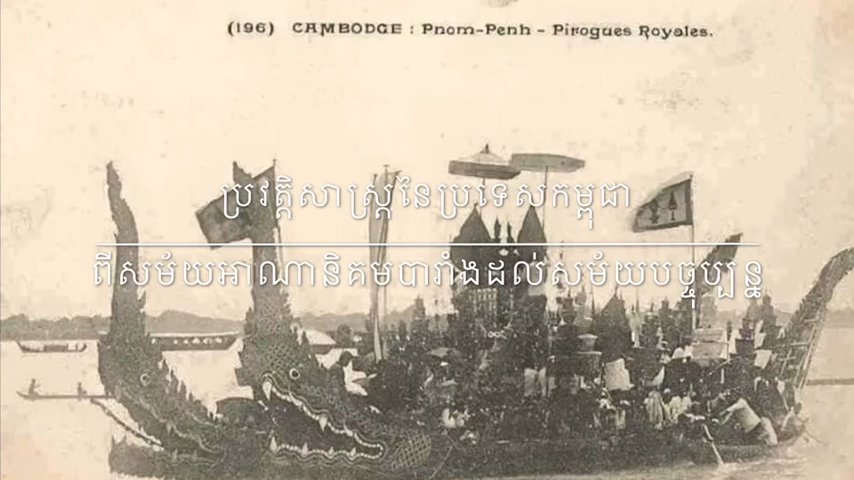 (196) CAMBODGE : Pnom-Penh - Pirogues Royales.
ប្រវត្តិសាស្ត្រនៃប្រទេសកម្ពុជា
ពីសម័យអាណានិគមបារាំងដល់សម័យបច្ចុប្បន្ន